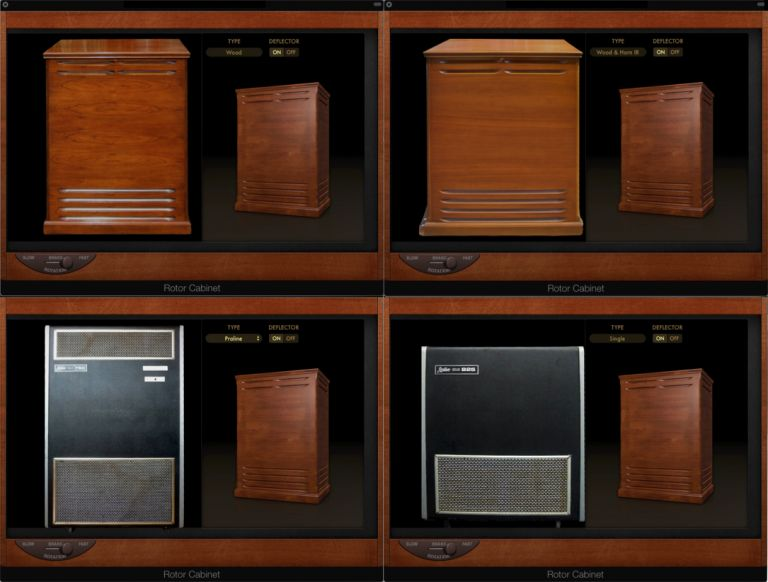 TYPE DEFLECTOR
Wood ON OFF
SLOW BRAKE FAST
ROTATION
Rotor Cabinet
TYPE DEFLECTOR
Wood & Horn IR ON OFF
SLOW BRAKE FAST
ROTATION
Rotor Cabinet
TYPE DEFLECTOR
Proline ON OFF
SLOW BRAKE FAST
ROTATION
Rotor Cabinet
TYPE DEFLECTOR
Single ON OFF
Leslie 825
SLOW BRAKE FAST
ROTATION
Rotor Cabinet